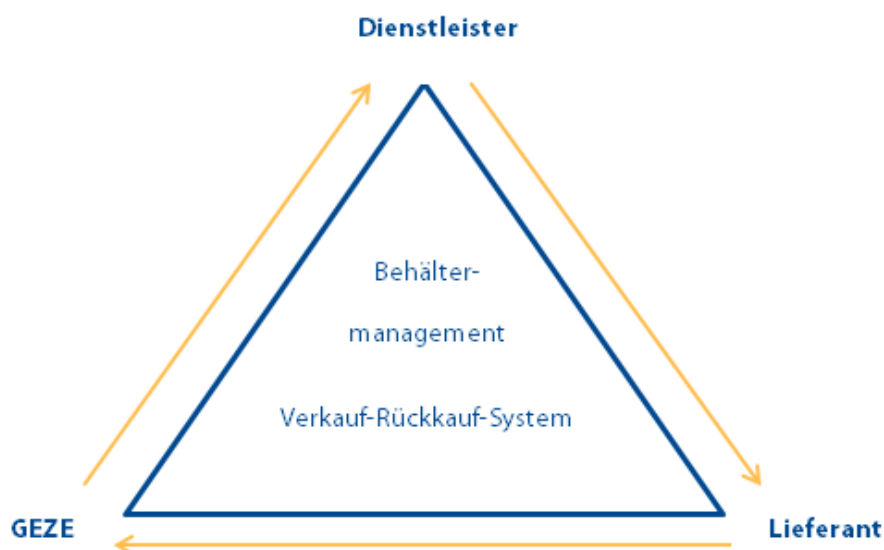 Dienstleister
Behälter-
management
Verkauf-Rückkauf-System
GEZE
Lieferant